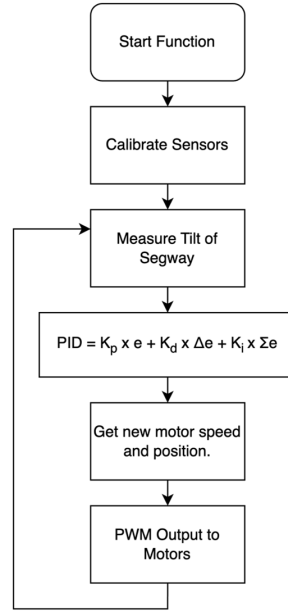 Start Function
Calibrate Sensors
Measure Tilt of
Segway
PID = Kp x e + Kd x Δe + Ki x Σe
Get new motor speed
and position.
PWM Output to
Motors